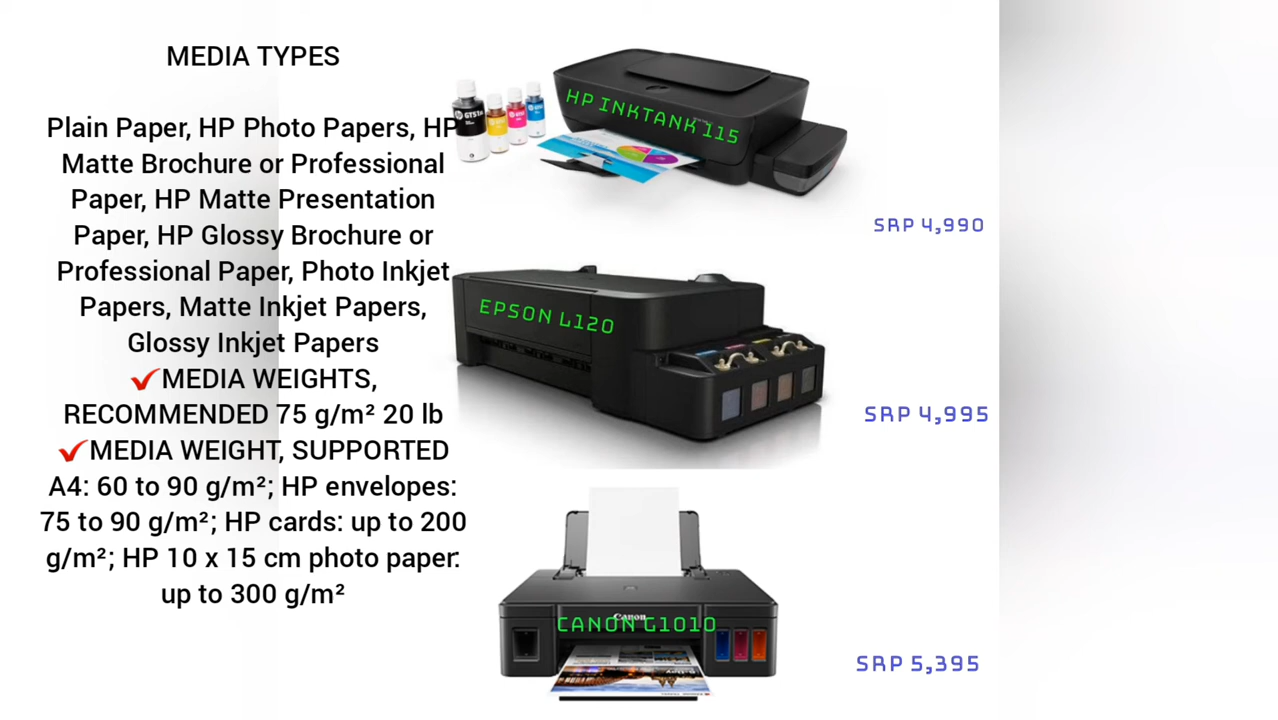 MEDIA TYPES
Plain Paper, HP Photo Papers, HP
Matte Brochure or Professional
Paper, HP Matte Presentation
Paper, HP Glossy Brochure or
Professional Paper, Photo Inkjet
Papers, Matte Inkjet Papers,
Glossy Inkjet Papers
✓MEDIA WEIGHTS,
RECOMMENDED 75 g/m² 20 lb
✓MEDIA WEIGHT, SUPPORTED
A4: 60 to 90 g/m²; HP envelopes:
75 to 90 g/m²; HP cards: up to 200
g/m²; HP 10 x 15 cm photo paper:
up to 300 g/m²
HP INKTANK 115
SRP 4,990
EPSON L120
SRP 4,995
Canon
CANON G1010
SRP 5,395